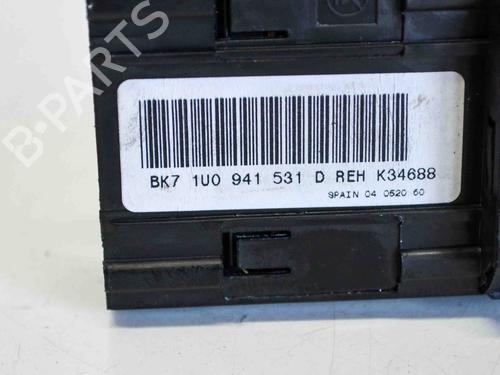 B-PARTS
BK7 1U0 941 531 D REH K34688
SPAIN 04 0520 60